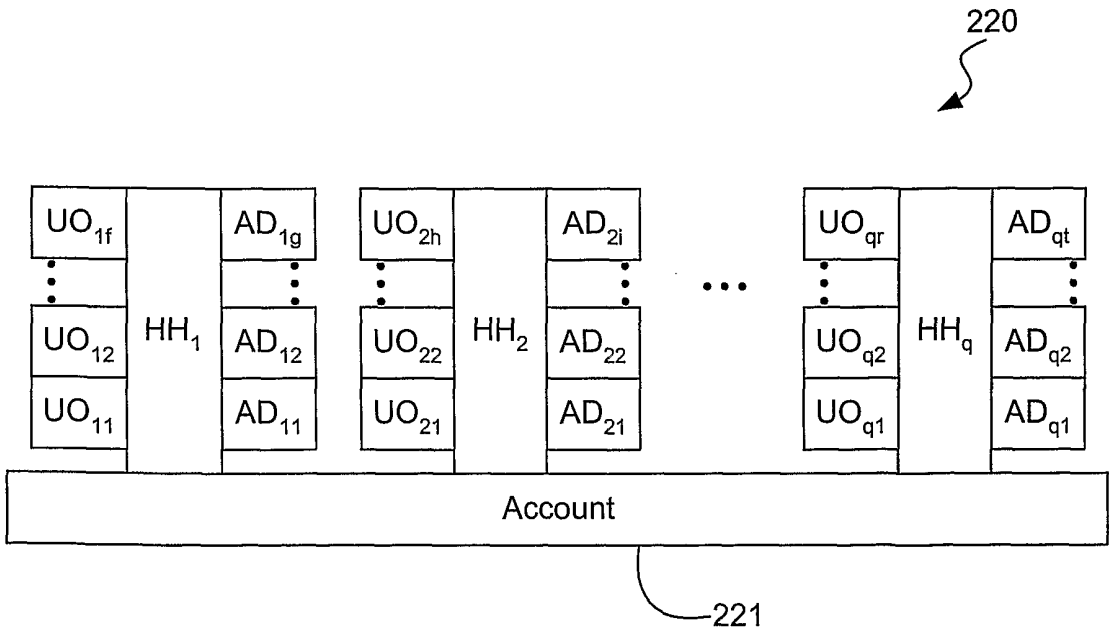 220
UO1f AD1g UO2h AD2i UOqr ADqt
HH1 HH2 ... HHq
UO12 AD12 UO22 AD22 UOq2 ADq2
UO11 AD11 UO21 AD21 UOq1 ADq1
Account
221